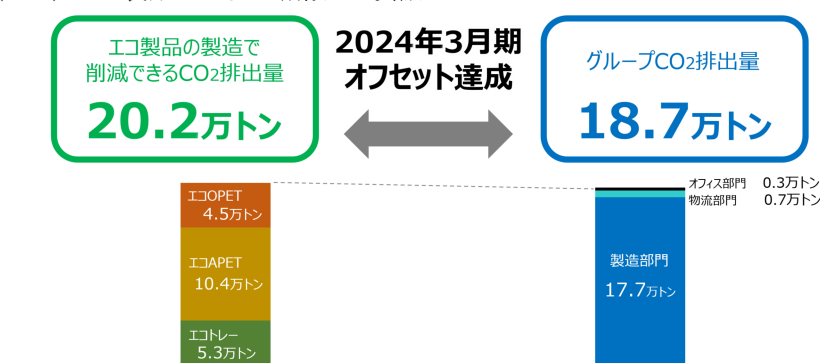 エコ製品の製造で
削減できるCO2排出量
20.2万トン
2024年3月期
オフセット達成
グループCO2排出量
18.7万トン
エコOPET
4.5万トン
エコAPET
10.4万トン
エコトレー
5.3万トン
オフィス部門 0.3万トン
物流部門 0.7万トン
製造部門
17.7万トン